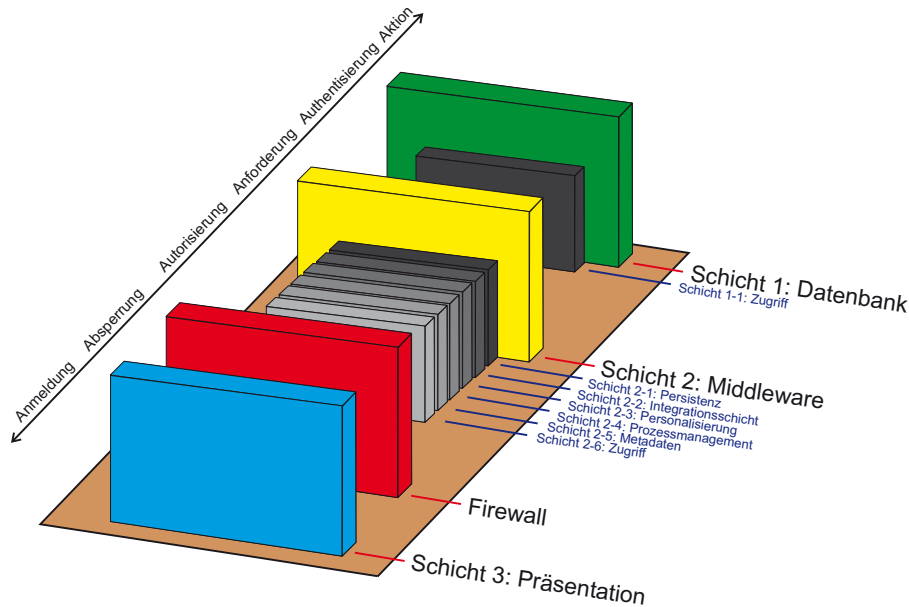 Aktion
Authentisierung
Anforderung
Autorisierung
Absperrung
Anmeldung
Schicht 1: Datenbank
Schicht 1-1: Zugriff
Schicht 2: Middleware
Schicht 2-1: Persistenz
Schicht 2-2: Integrationsschicht
Schicht 2-3: Personalisierung
Schicht 2-4: Prozessmanagement
Schicht 2-5: Metadaten
Schicht 2-6: Zugriff
Firewall
Schicht 3: Präsentation